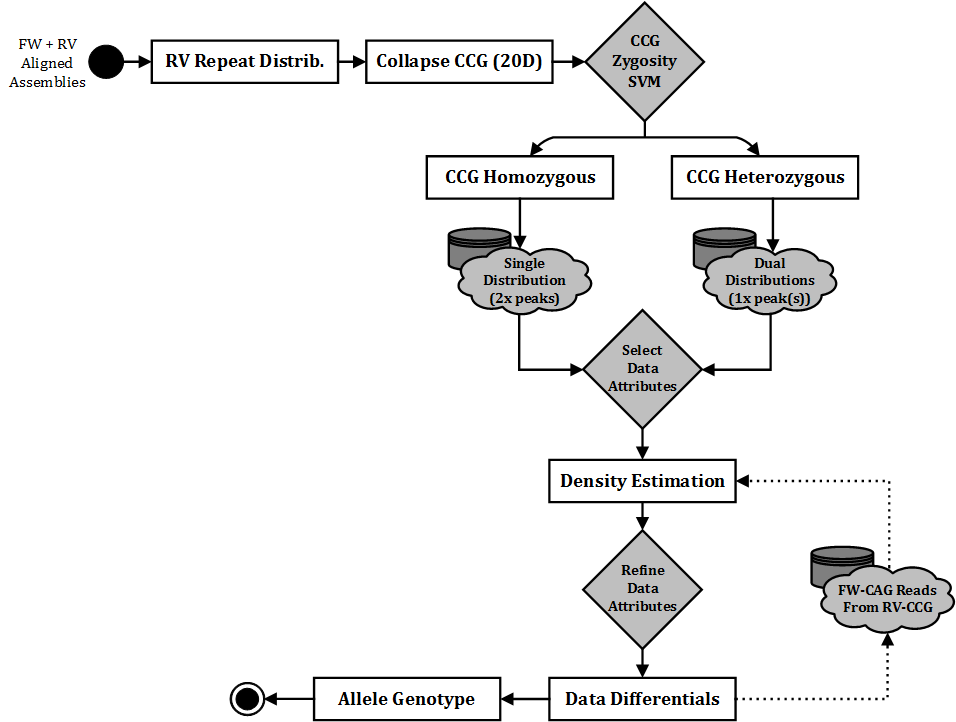 FW + RV
Aligned
Assemblies
RV Repeat Distrib.
Collapse CCG (20D)
CCG
Zygosity
SVM
CCG Homozygous
CCG Heterozygous
Single
Distribution
(2x peaks)
Dual
Distributions
(1x peak(s))
Select
Data
Attributes
Density Estimation
Refine
Data
Attributes
FW-CAG Reads
From RV-CCG
Allele Genotype
Data Differentials